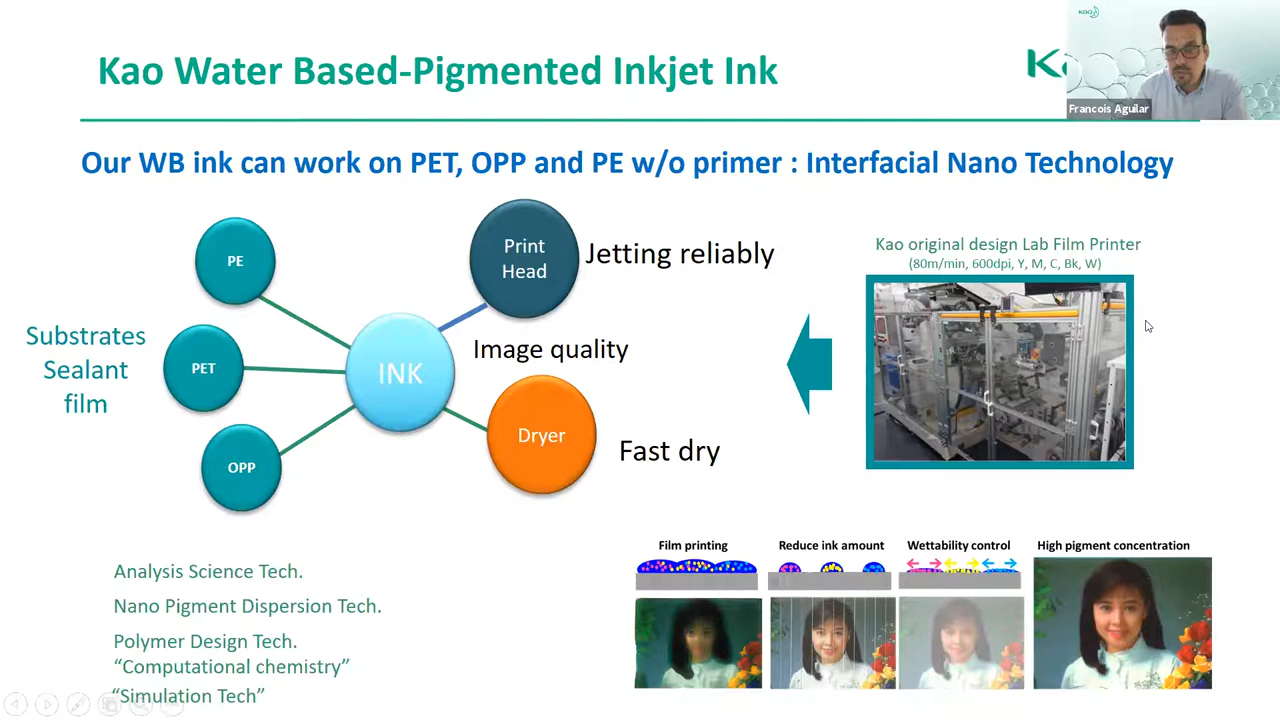 Kao Water Based-Pigmented Inkjet Ink
Kao
Francois Aguilar
Our WB ink can work on PET, OPP and PE w/o primer : Interfacial Nano Technology
Substrates
Sealant
film
PE
PET
OPP
INK
Print
Head
Dryer
Jetting reliably
Image quality
Fast dry
Kao original design Lab Film Printer
(80m/min, 600dpi, Y, M, C, Bk, W)
Analysis Science Tech.
Nano Pigment Dispersion Tech.
Polymer Design Tech.
“Computational chemistry”
“Simulation Tech”
Film printing
Reduce ink amount
Wettability control
High pigment concentration